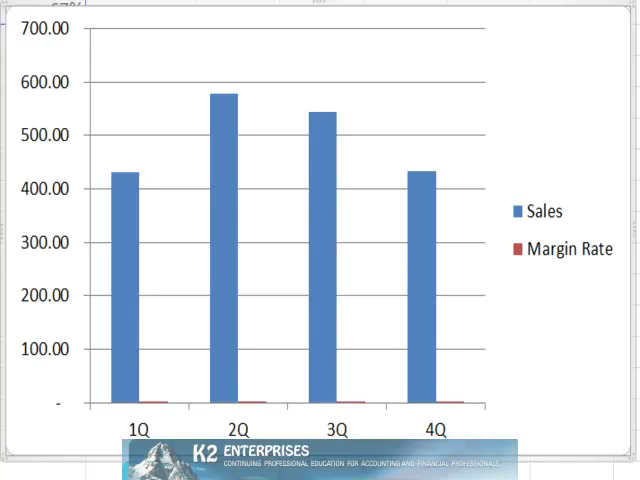 67%
700.00
600.00
500.00
400.00
300.00
200.00
100.00
-
1Q 2Q 3Q 4Q
Sales
Margin Rate
K2 ENTERPRISES
CONTINUING PROFESSIONAL EDUCATION FOR ACCOUNTING AND FINANCIAL PROFESSIONALS